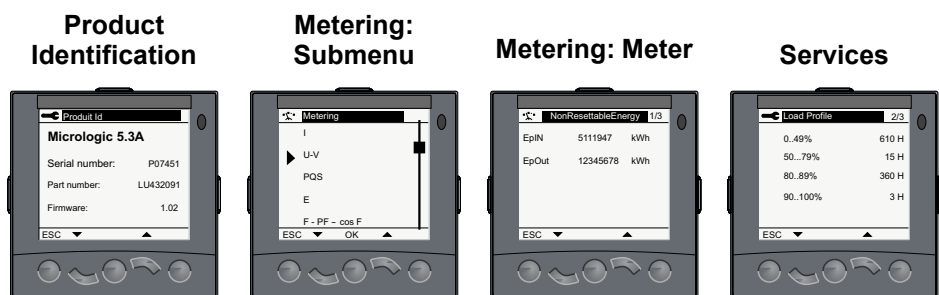 Product
Identification
Produit Id
Micrologic 5.3A
Serial number: P07451
Part number: LU432091
Firmware: 1.02
ESC
Metering:
Submenu
Metering
I
U-V
PQS
E
F - PF – cos F
ESC OK
Metering: Meter
NonResettableEnergy 1/3
EpIN 5111947 kWh
EpOut 12345678 kWh
ESC
Services
Load Profile 2/3
0..49% 610 H
50...79% 15 H
80..89% 360 H
90..100% 3 H
ESC